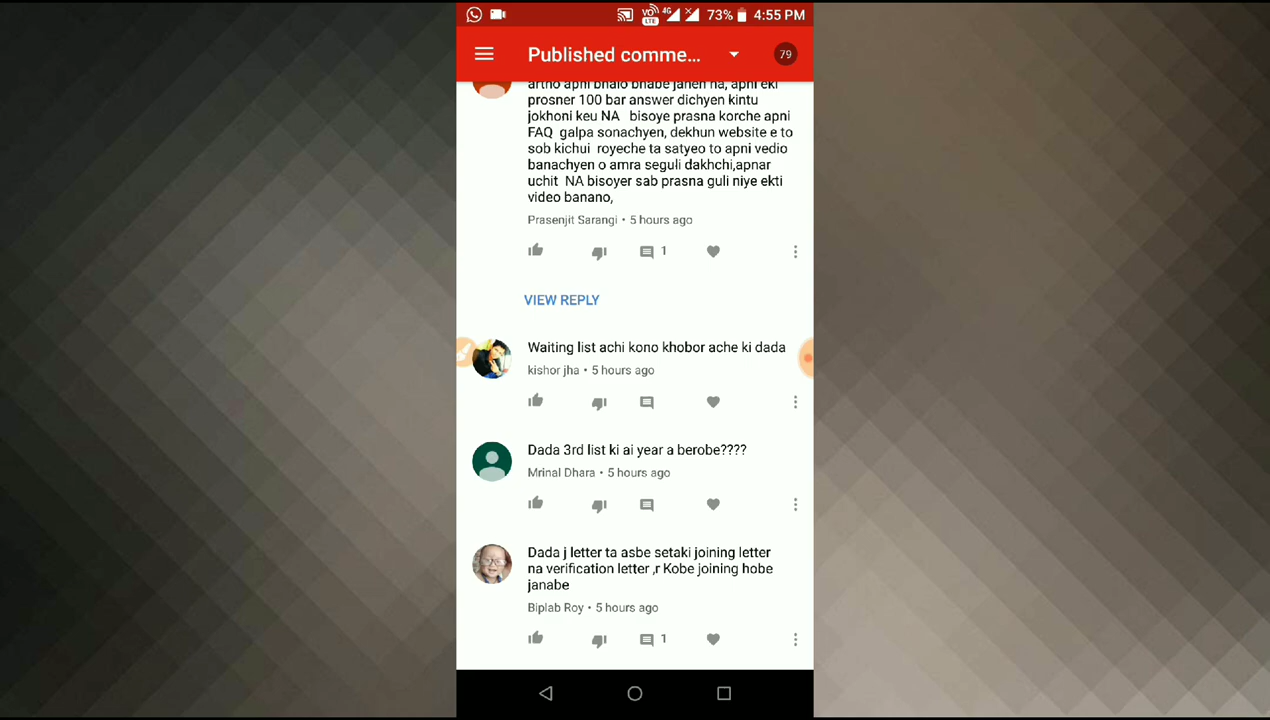 VO LTE 4G 73% 4:55 PM
Published comme... 79
artho apni bhalo bhabe janen na, apni eki
prosner 100 bar answer dichyen kintu
jokhoni keu NA bisoye prasna korche apni
FAQ galpa sonachyen, dekhun website e to
sob kichui royeche ta satyeo to apni vedio
banachyen o amra seguli dakhchi,apnar
uchit NA bisoyer sab prasna guli niye ekti
video banano,
Prasenjit Sarangi • 5 hours ago
1
VIEW REPLY
Waiting list achi kono khobor ache ki dada
kishor jha • 5 hours ago
Dada 3rd list ki ai year a berobe????
Mrinal Dhara • 5 hours ago
Dada j letter ta asbe setaki joining letter
na verification letter ,r Kobe joining hobe
janabe
Biplab Roy • 5 hours ago
1